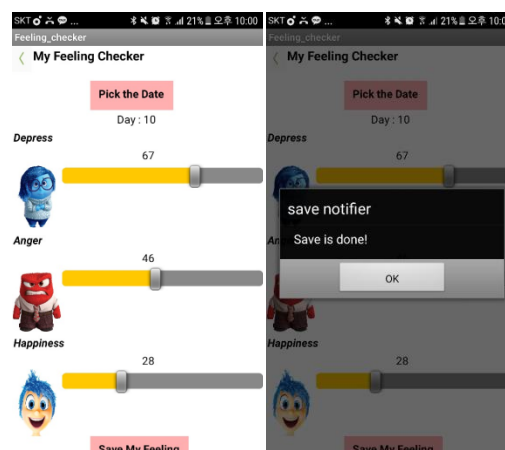 SKT ... 21% 오후 10:00
Feeling_checker
My Feeling Checker
Pick the Date
Day : 10
Depress
67
Anger
46
Happiness
28
Save My Feeling
SKT ... 21% 오후 10:0
Feeling_checker
My Feeling Checker
Pick the Date
Day : 10
Depress
67
save notifier
Save is done!
An
OK
Happiness
28
Save My Feeling